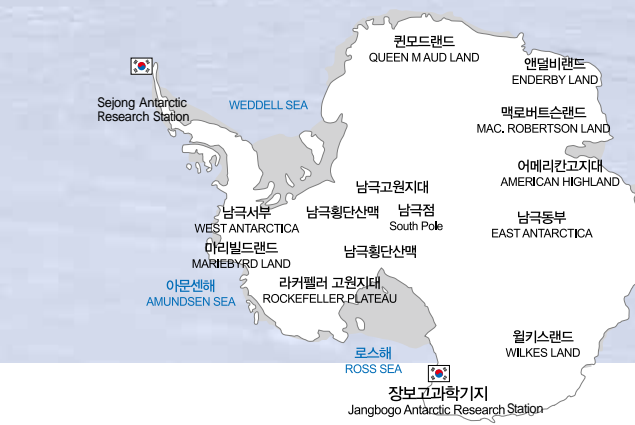 퀸모드랜드
QUEEN MAUD LAND
앤덜비랜드
ENDERBY LAND
Sejong Antarctic
Research Station
WEDDELL SEA
맥로버트슨랜드
MAC. ROBERTSON LAND
어메리칸고지대
AMERICAN HIGHLAND
남극고원지대
남극서부
WEST ANTARCTICA
남극횡단산맥
남극점
South Pole
남극동부
EAST ANTARCTICA
마리빌드랜드
MARIEBYRD LAND
남극횡단산맥
아문센해
AMUNDSEN SEA
라커펠러 고원지대
ROCKEFELLER PLATEAU
윌키스랜드
WILKES LAND
로스해
ROSS SEA
장보고과학기지
Jangbogo Antarctic Research Station